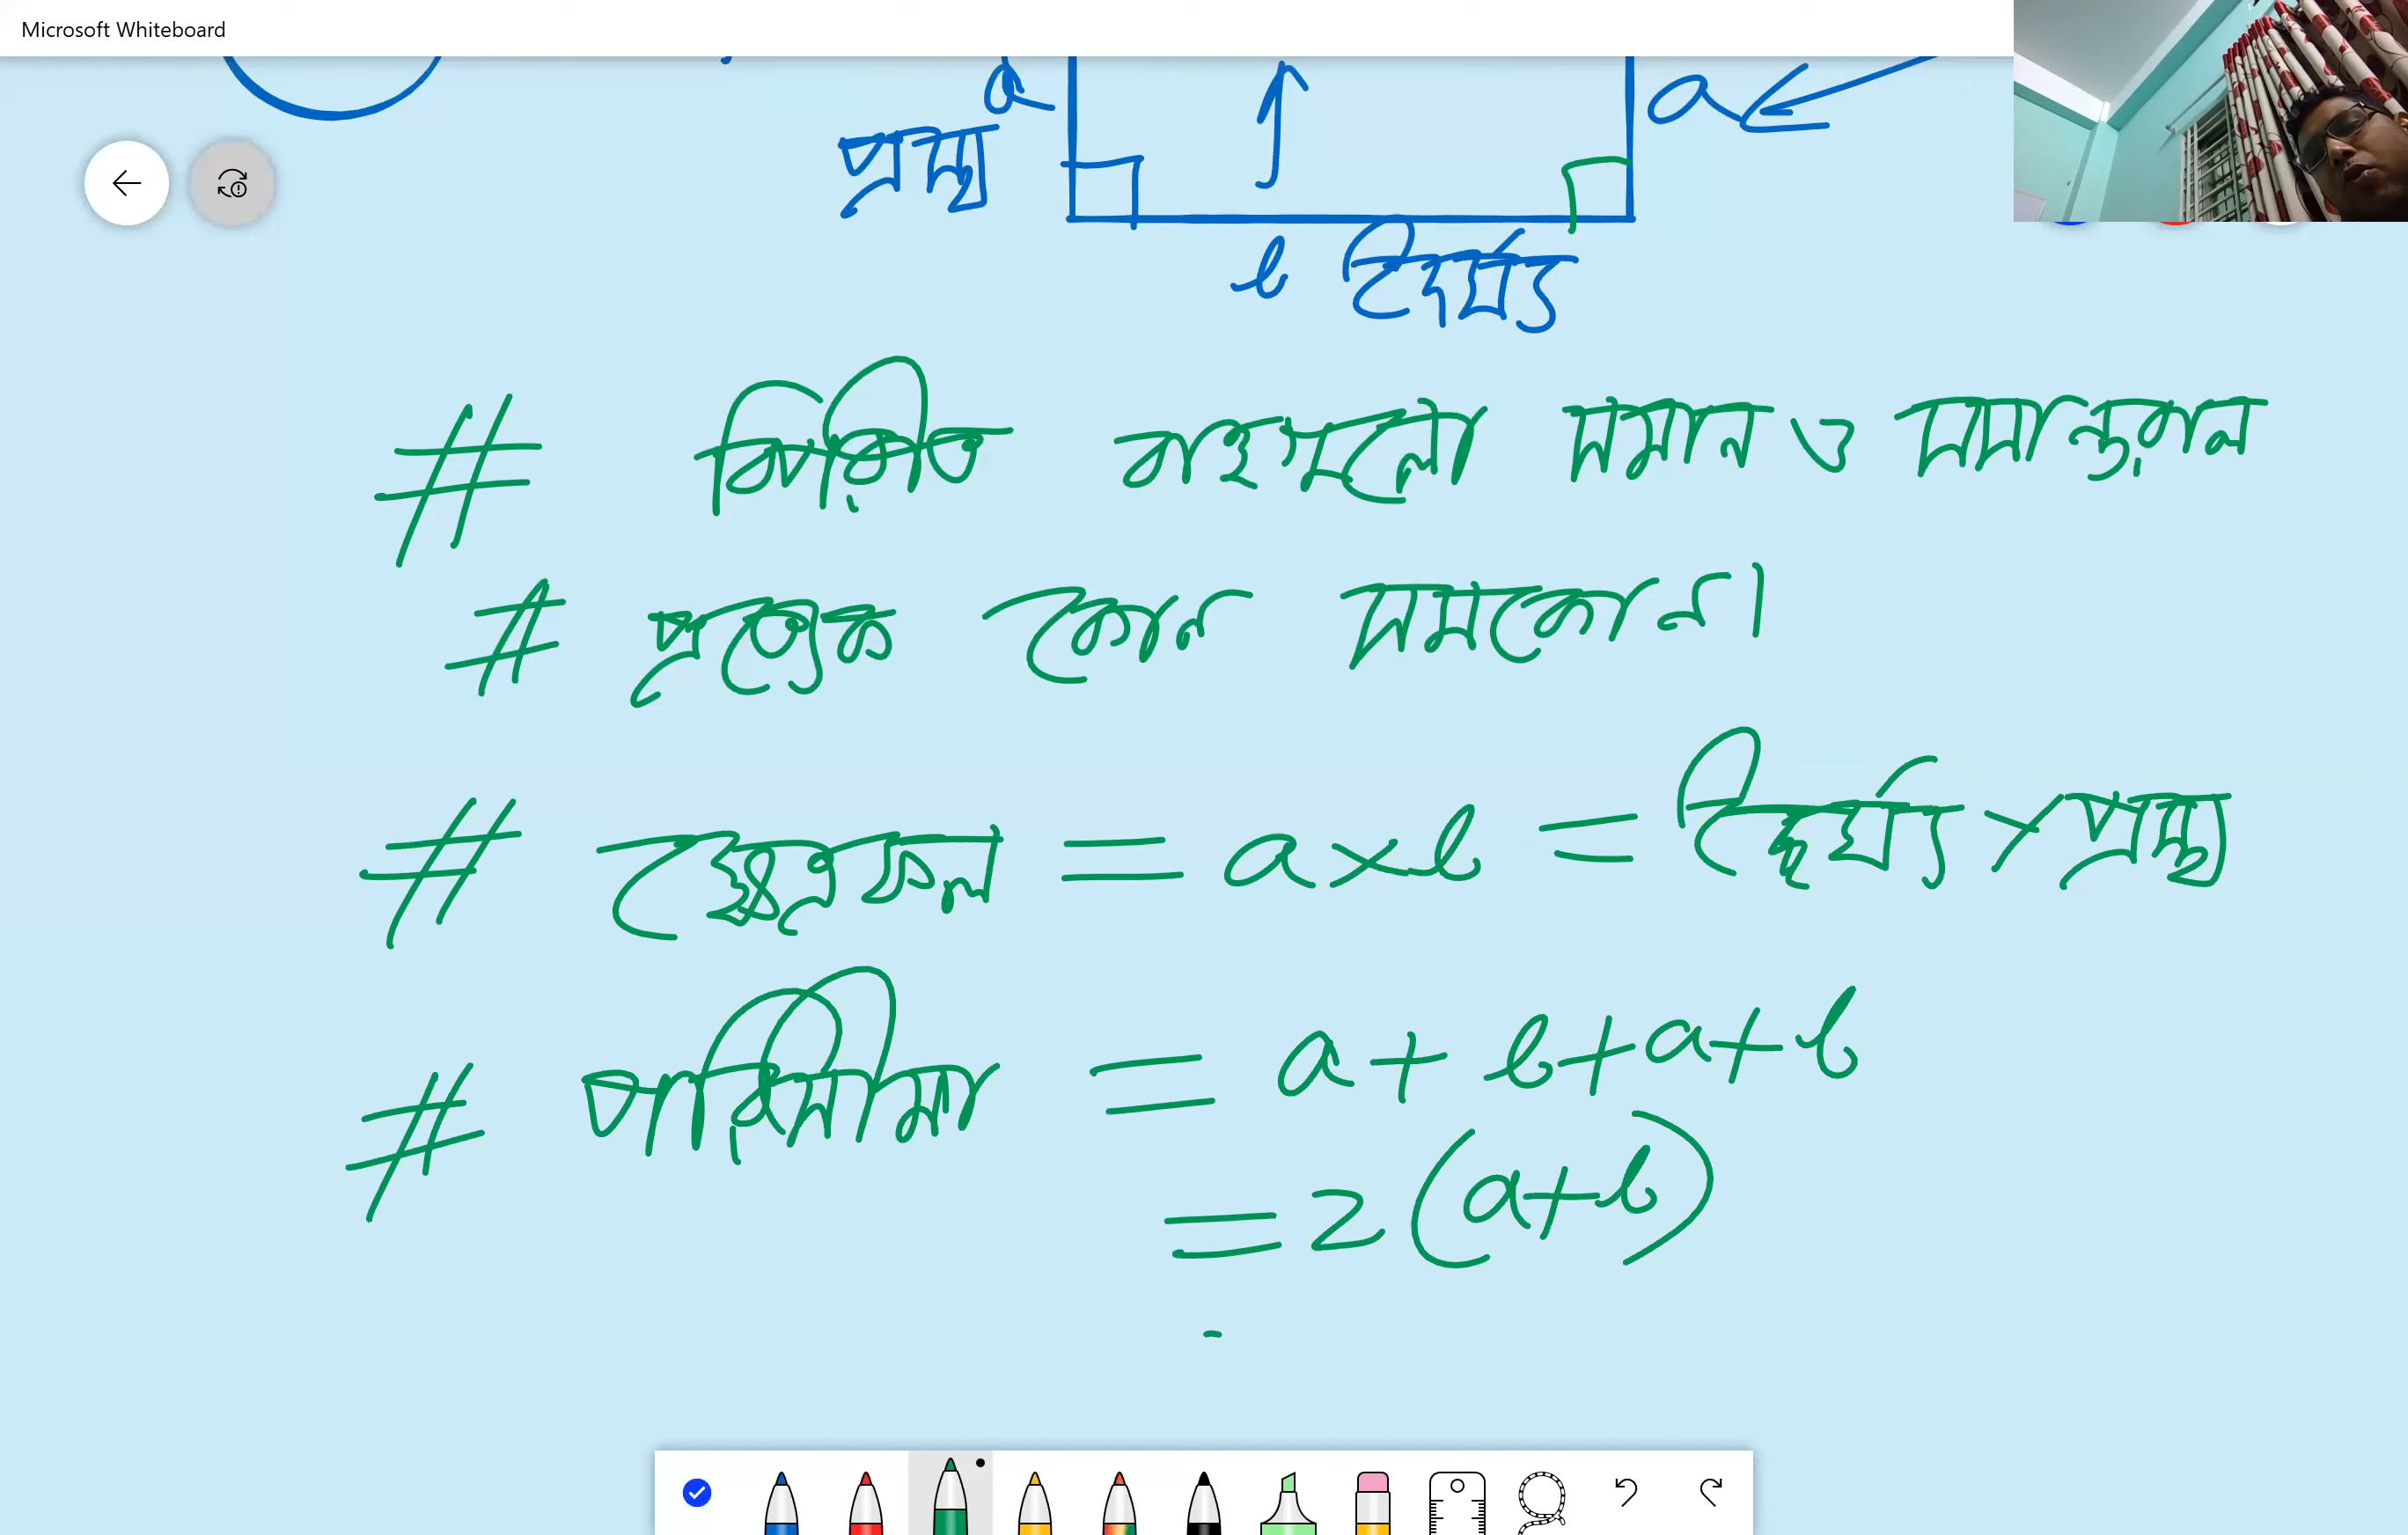 Microsoft Whiteboard
a a
প্রস্থ
b দৈর্ঘ্য
# বিপরীত বাহুগুলো সমান ও সমান্তরাল
# প্রত্যেক কোন সমকোন।
# ক্ষেত্রফল = a×b = দৈর্ঘ্য × প্রস্থ
# পরিসীমা = a + b + a + b
= 2 (a+b)